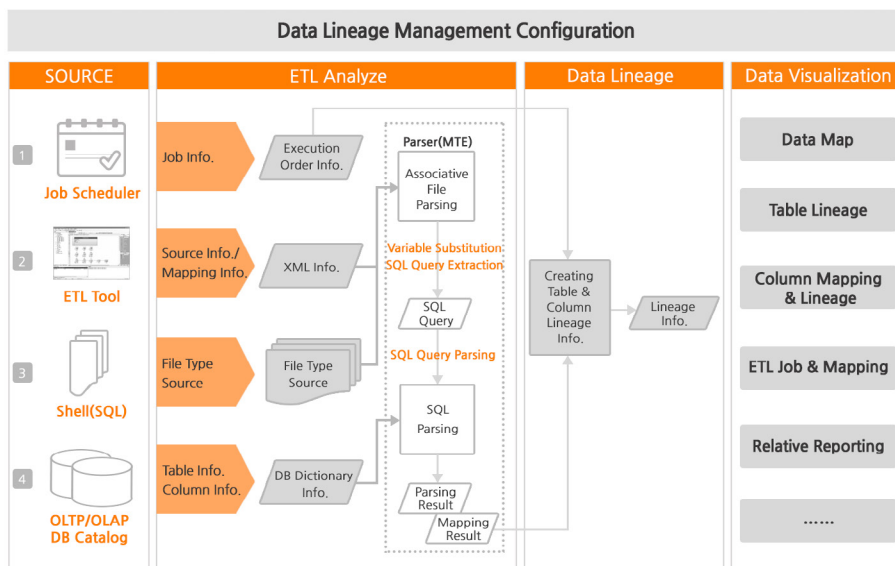 Data Lineage Management Configuration
SOURCE
ETL Analyze
Data Lineage
Data Visualization
1
Job Scheduler
Job Info.
Execution
Order Info.
2
ETL Tool
Source Info./
Mapping Info.
XML Info.
3
Shell(SQL)
File Type
Source
File Type
Source
4
OLTP/OLAP
DB Catalog
Table Info.
Column Info.
DB Dictionary
Info.
Parser(MTE)
Associative
File
Parsing
Variable Substitution
SQL Query Extraction
SQL
Query
SQL Query Parsing
SQL
Parsing
Parsing
Result
Mapping
Result
Creating
Table &
Column
Lineage
Info.
Lineage
Info.
Data Map
Table Lineage
Column Mapping
& Lineage
ETL Job & Mapping
Relative Reporting
......